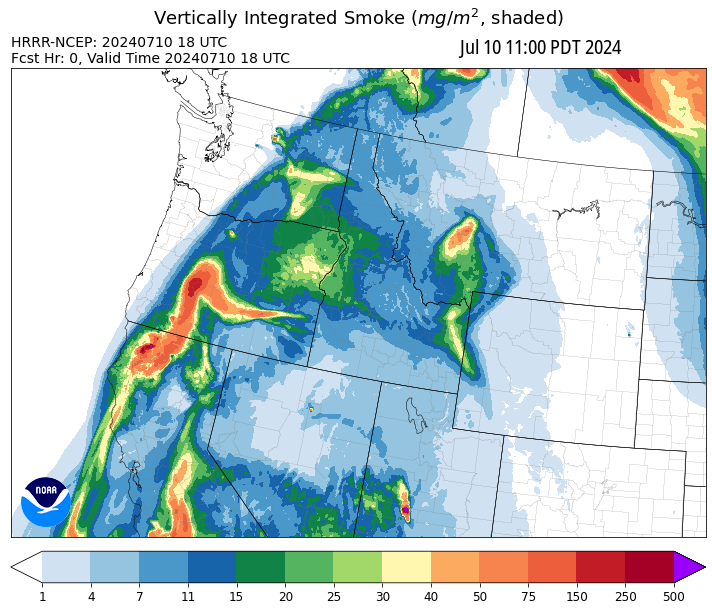 Vertically Integrated Smoke (mg/m², shaded)
HRRR-NCEP: 20240710 18 UTC
Jul 10 11:00 PDT 2024
Fcst Hr: 0, Valid Time 20240710 18 UTC
NOAA
1 4 7 11 15 20 25 30 40 50 75 150 250 500